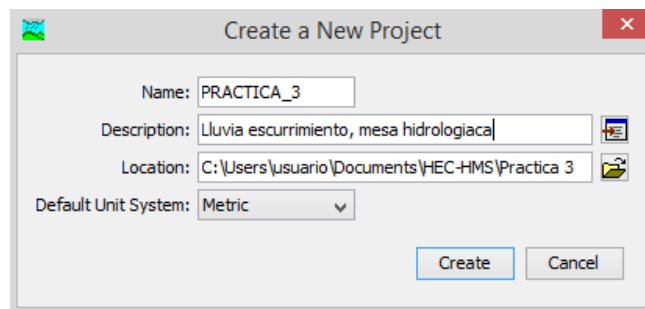 Create a New Project
Name: PRACTICA_3
Description: Lluvia escurrimiento, mesa hidrologiaca
Location: C:\Users\usuario\Documents\HEC-HMS\Practica 3
Default Unit System: Metric
Create Cancel